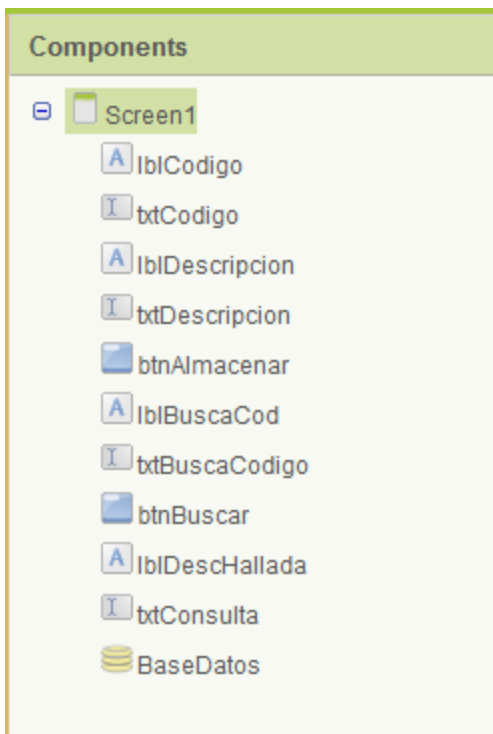 Components
Screen1
lblCodigo
txtCodigo
lblDescripcion
txtDescripcion
btnAlmacenar
lblBuscaCod
txtBuscaCodigo
btnBuscar
lblDescHallada
txtConsulta
BaseDatos